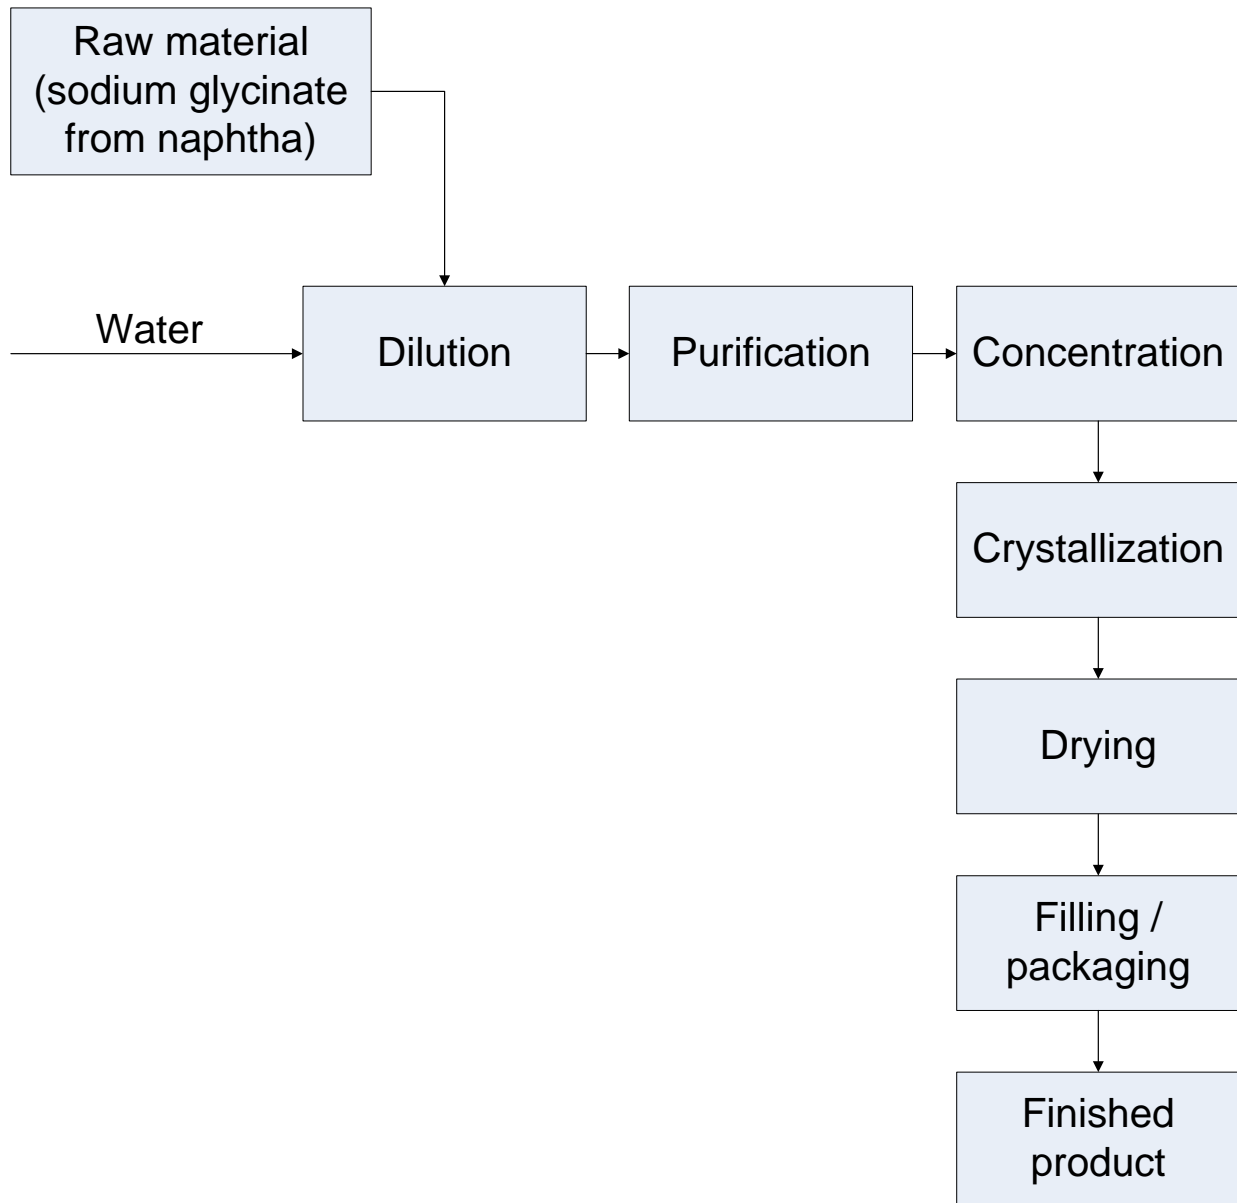 Raw material
(sodium glycinate
from naphtha)
Water
Dilution
Purification
Concentration
Crystallization
Drying
Filling /
packaging
Finished
product